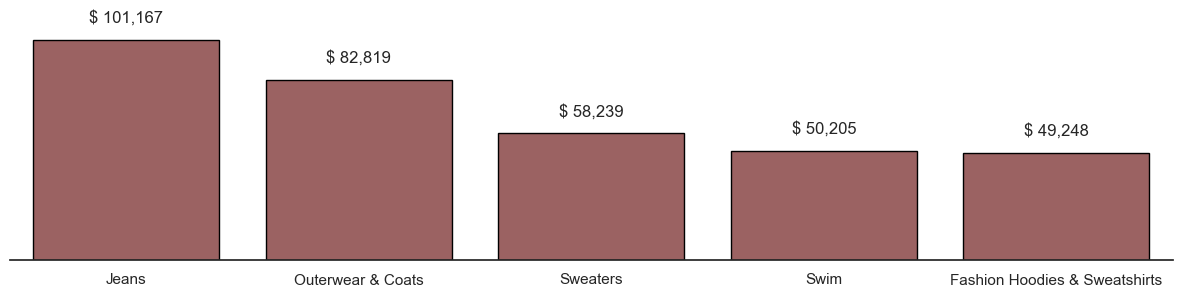 $ 101,167
$ 82,819
$ 58,239
$ 50,205
$ 49,248
Jeans
Outerwear & Coats
Sweaters
Swim
Fashion Hoodies & Sweatshirts